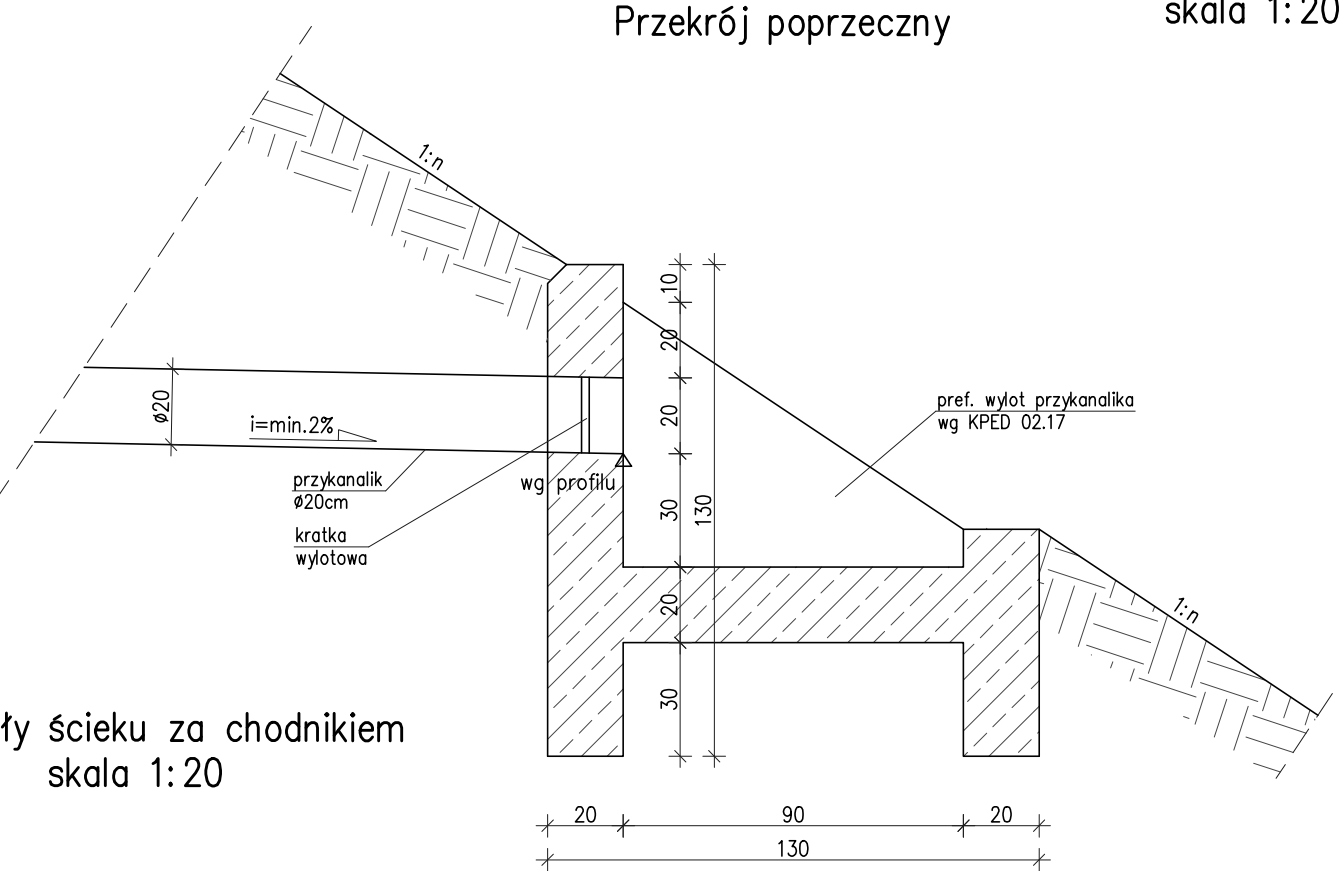 Przekrój poprzeczny
skala 1:20
1:n
10
20
20
30
130
20
30
ø20
i=min.2%
przykanalik
ø20cm
kratka
wylotowa
wg profilu
pref. wylot przykanalika
wg KPED 02.17
1:n
ły ścieku za chodnikiem
skala 1:20
20
90
20
130